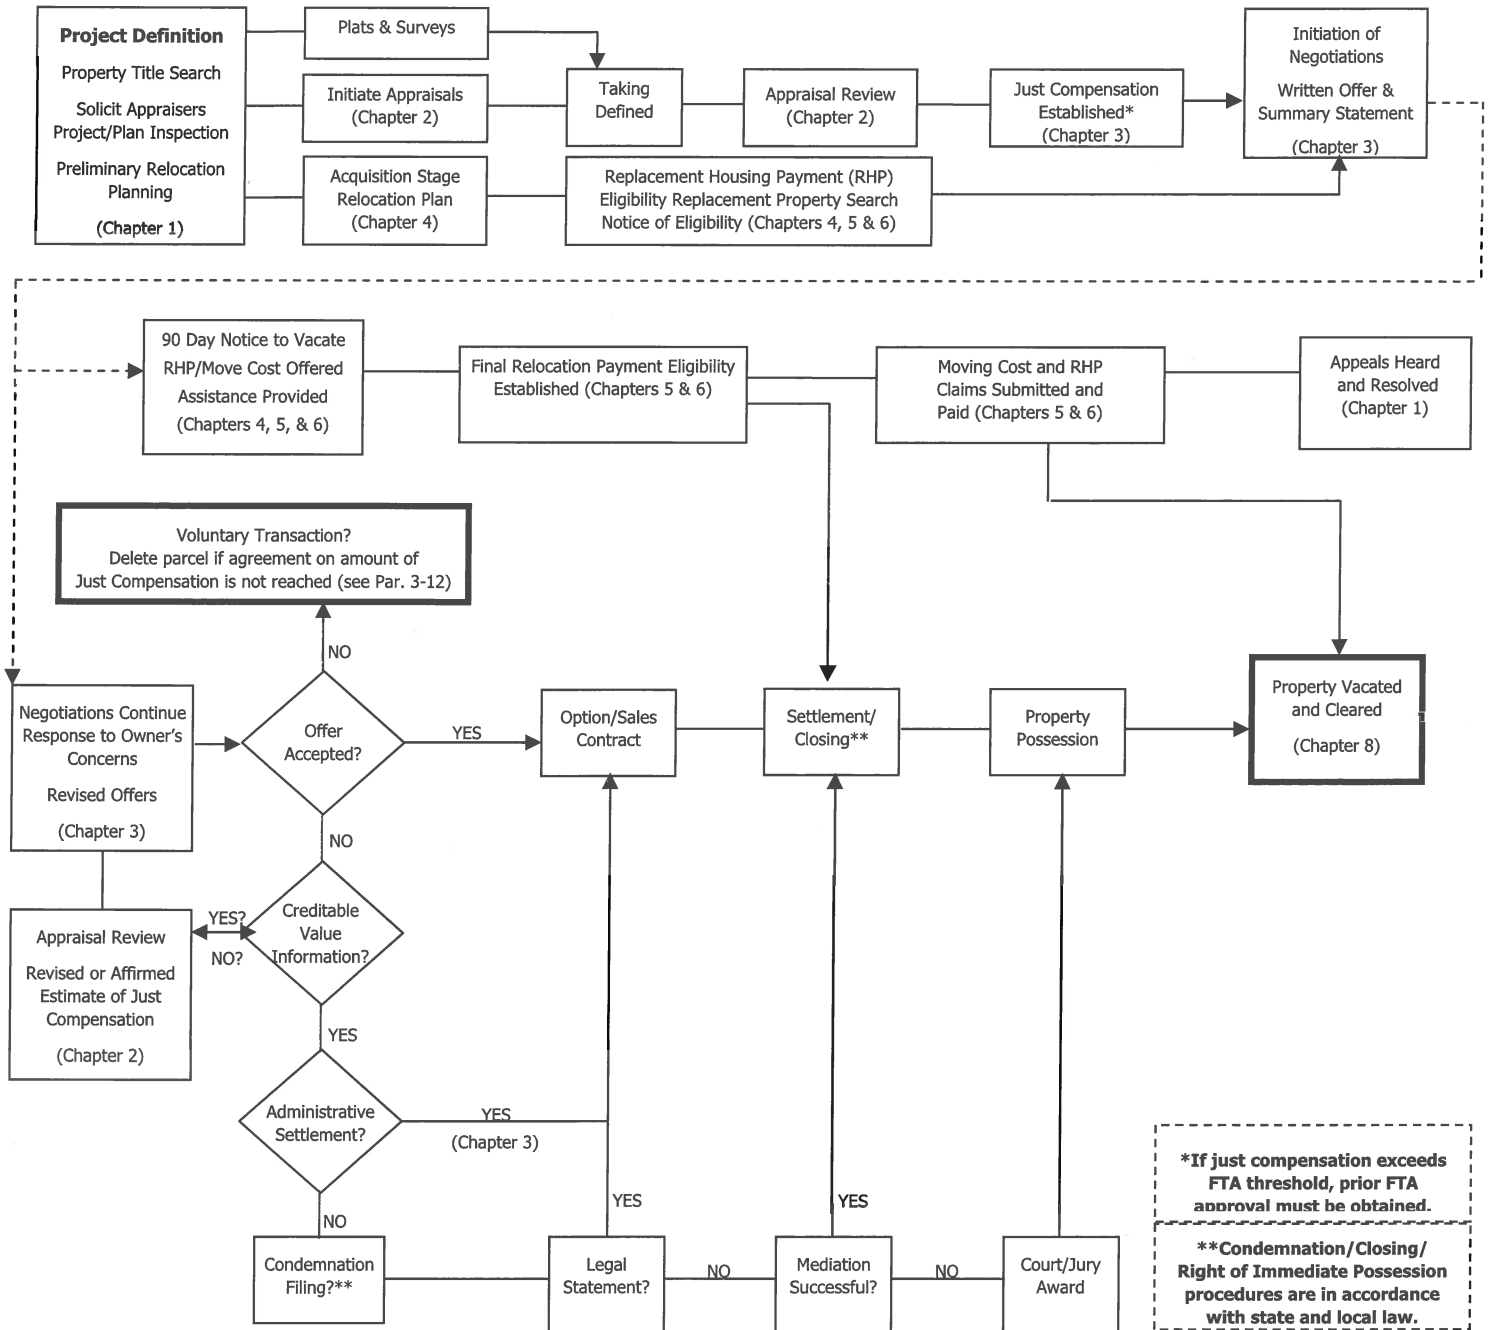 Project Definition
Property Title Search
Solicit Appraisers
Project/Plan Inspection
Preliminary Relocation
Planning
(Chapter 1)
Plats & Surveys
Initiate Appraisals
(Chapter 2)
Acquisition Stage
Relocation Plan
(Chapter 4)
Taking
Defined
Appraisal Review
(Chapter 2)
Just Compensation
Established*
(Chapter 3)
Initiation of
Negotiations
Written Offer &
Summary Statement
(Chapter 3)
Replacement Housing Payment (RHP)
Eligibility Replacement Property Search
Notice of Eligibility (Chapters 4, 5 & 6)
90 Day Notice to Vacate
RHP/Move Cost Offered
Assistance Provided
(Chapters 4, 5, & 6)
Final Relocation Payment Eligibility
Established (Chapters 5 & 6)
Moving Cost and RHP
Claims Submitted and
Paid (Chapters 5 & 6)
Appeals Heard
and Resolved
(Chapter 1)
Voluntary Transaction?
Delete parcel if agreement on amount of
Just Compensation is not reached (see Par. 3-12)
NO
Negotiations Continue
Response to Owner's
Concerns
Revised Offers
(Chapter 3)
Offer
Accepted?
YES
Option/Sales
Contract
Settlement/
Closing**
Property
Possession
Property Vacated
and Cleared
(Chapter 8)
NO
Appraisal Review
Revised or Affirmed
Estimate of Just
Compensation
(Chapter 2)
YES?
NO?
Creditable
Value
Information?
YES
Administrative
Settlement?
YES
(Chapter 3)
NO
YES
YES
Condemnation
Filing?**
Legal
Statement?
NO
Mediation
Successful?
NO
Court/Jury
Award
*If just compensation exceeds
FTA threshold, prior FTA
approval must be obtained.
**Condemnation/Closing/
Right of Immediate Possession
procedures are in accordance
with state and local law.